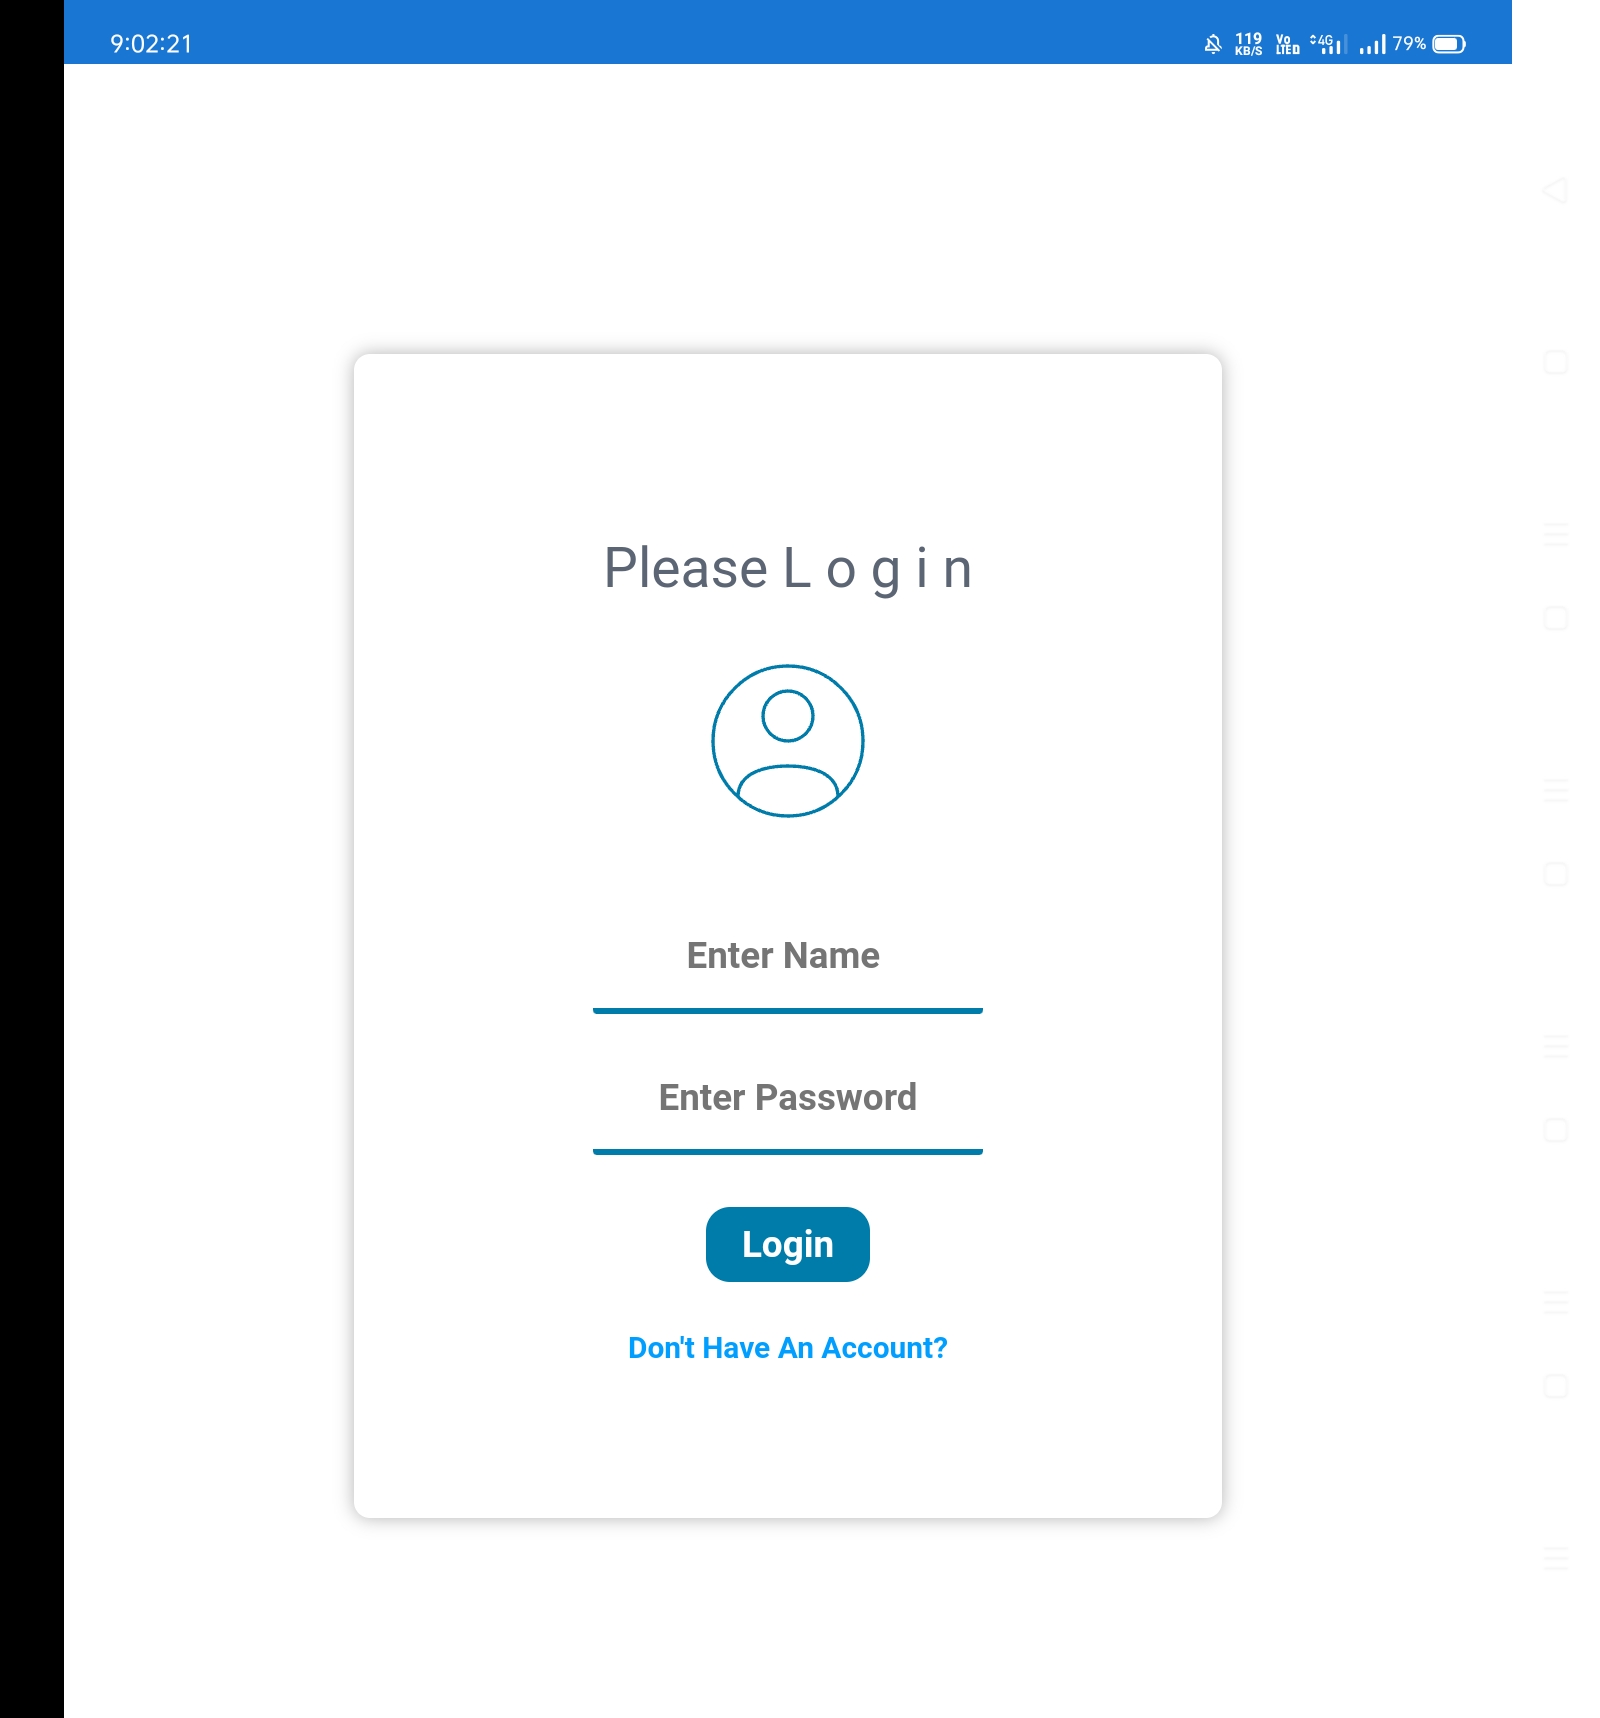 9:02:21 119 KB/S Vo LTE 4G 79%
Please L o g i n
Enter Name
Enter Password
Login
Don't Have An Account?